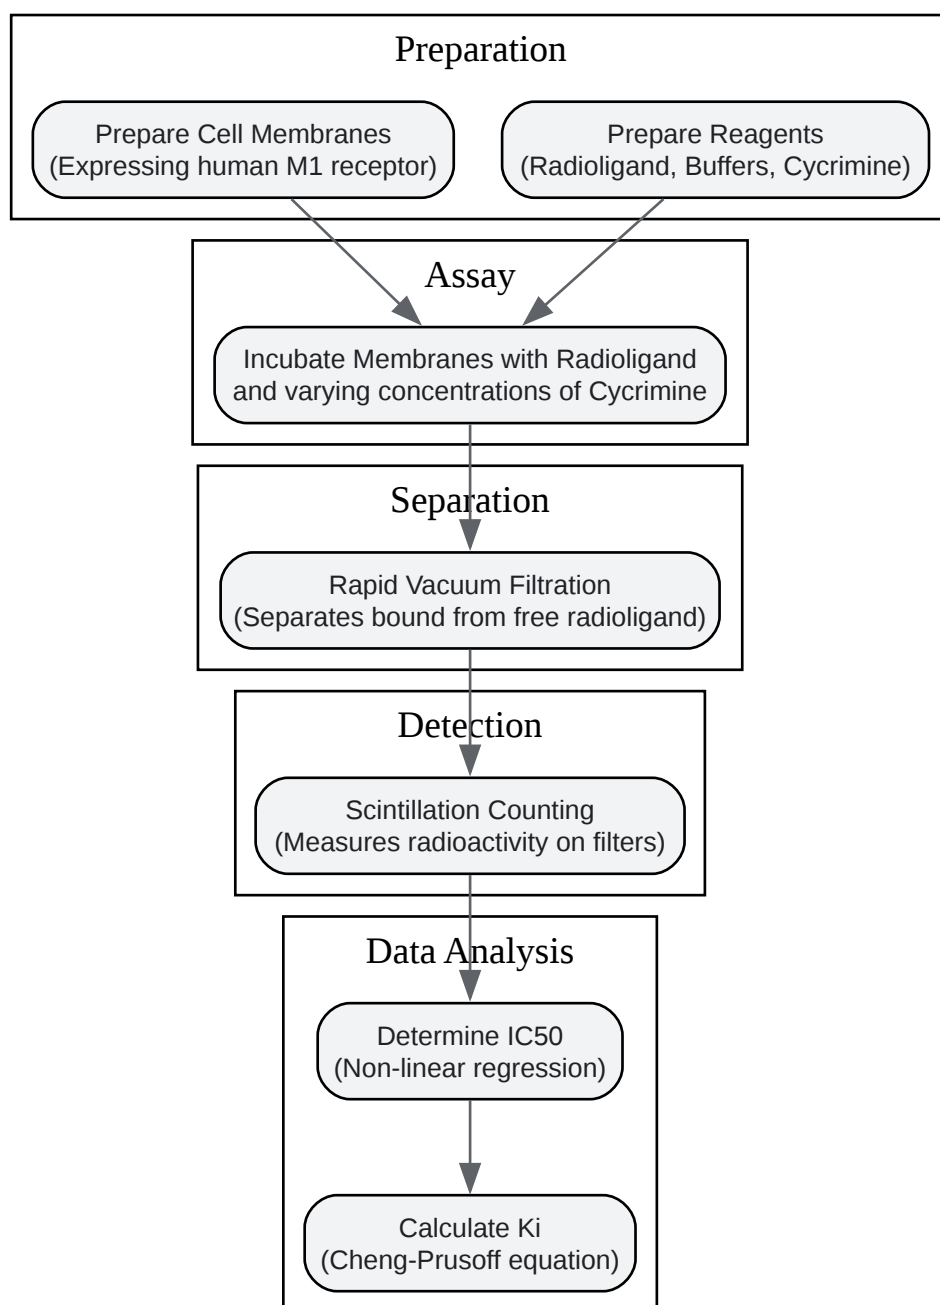 Preparation
Prepare Cell Membranes
(Expressing human M1 receptor)
Prepare Reagents
(Radioligand, Buffers, Cycrimine)
Assay
Incubate Membranes with Radioligand
and varying concentrations of Cycrimine
Separation
Rapid Vacuum Filtration
(Separates bound from free radioligand)
Detection
Scintillation Counting
(Measures radioactivity on filters)
Data Analysis
Determine IC50
(Non-linear regression)
Calculate Ki
(Cheng-Prusoff equation)